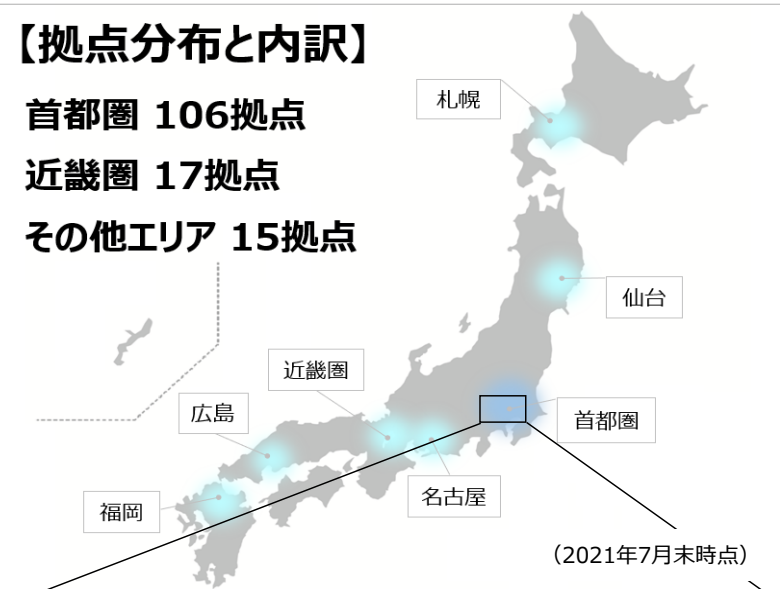 【拠点分布と内訳】
首都圏 106拠点
近畿圏 17拠点
その他エリア 15拠点
札幌
仙台
近畿圏
広島
首都圏
名古屋
福岡
（2021年7月末時点）